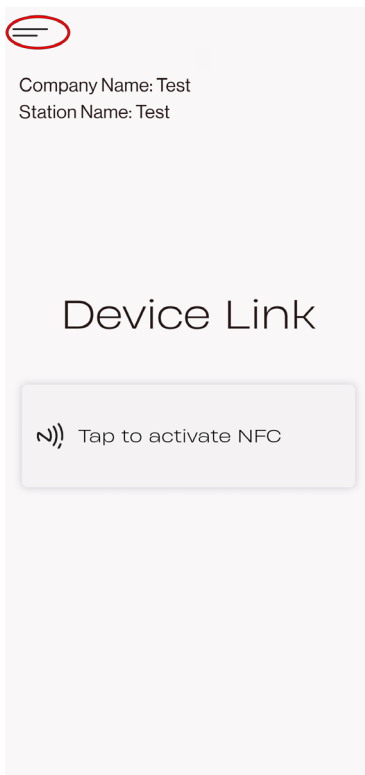 Company Name: Test
Station Name: Test
Device Link
Tap to activate NFC